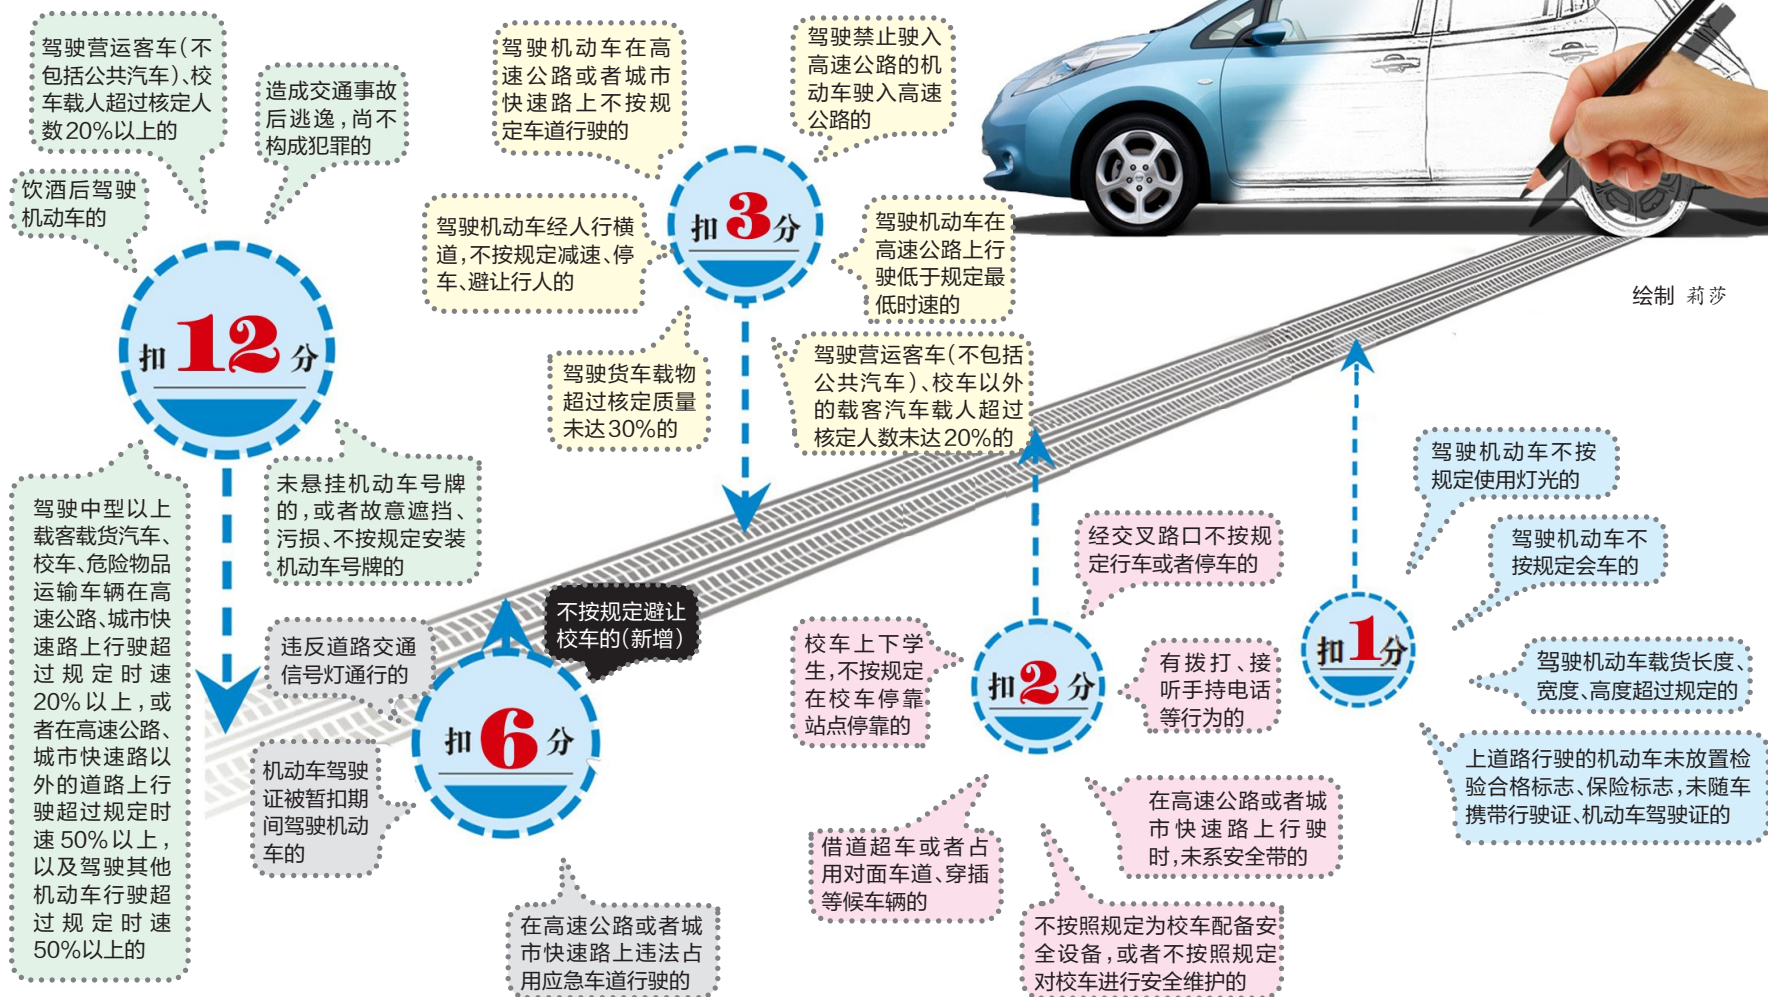 驾驶营运客车(不
包括公共汽车)、校
车载人超过核定人
数20%以上的
造成交通事故
后逃逸,尚不
构成犯罪的
饮酒后驾驶
机动车的
扣12分
驾驶中型以上
载客载货汽车、
校车、危险物品
运输车辆在高
速公路、城市快
速路上行驶超
过规定时速
20%以上,或
者在高速公路、
城市快速路以
外的道路上行
驶超过规定时
速50%以上,
以及驾驶其他
机动车行驶超
过规定时速
50%以上的
未悬挂机动车号牌
的,或者故意遮挡、
污损、不按规定安装
机动车号牌的
驾驶机动车在高
速公路或者城市
快速路上不按规
定车道行驶的
驾驶禁止驶入
高速公路的机
动车驶入高速
公路的
驾驶机动车经人行横
道,不按规定减速、停
车、避让行人的
扣3分
驾驶机动车在
高速公路上行
驶低于规定最
低时速的
驾驶货车载物
超过核定质量
未达30%的
驾驶营运客车(不包括
公共汽车)、校车以外
的载客汽车载人超过
核定人数未达20%的
绘制 莉莎
违反道路交通
信号灯通行的
不按规定避让
校车的(新增)
扣6分
机动车驾驶
证被暂扣期
间驾驶机动
车的
在高速公路或者城
市快速路上违法占
用应急车道行驶的
经交叉路口不按规
定行车或者停车的
校车上下学
生,不按规定
在校车停靠
站点停靠的
扣2分
有拨打、接
听手持电话
等行为的
借道超车或者占
用对面车道、穿插
等候车辆的
在高速公路或者城
市快速路上行驶
时,未系安全带的
不按照规定为校车配备安
全设备,或者不按照规定
对校车进行安全维护的
驾驶机动车不按
规定使用灯光的
驾驶机动车不
按规定会车的
扣1分
驾驶机动车载货长度、
宽度、高度超过规定的
上道路行驶的机动车未放置检
验合格标志、保险标志,未随车
携带行驶证、机动车驾驶证的